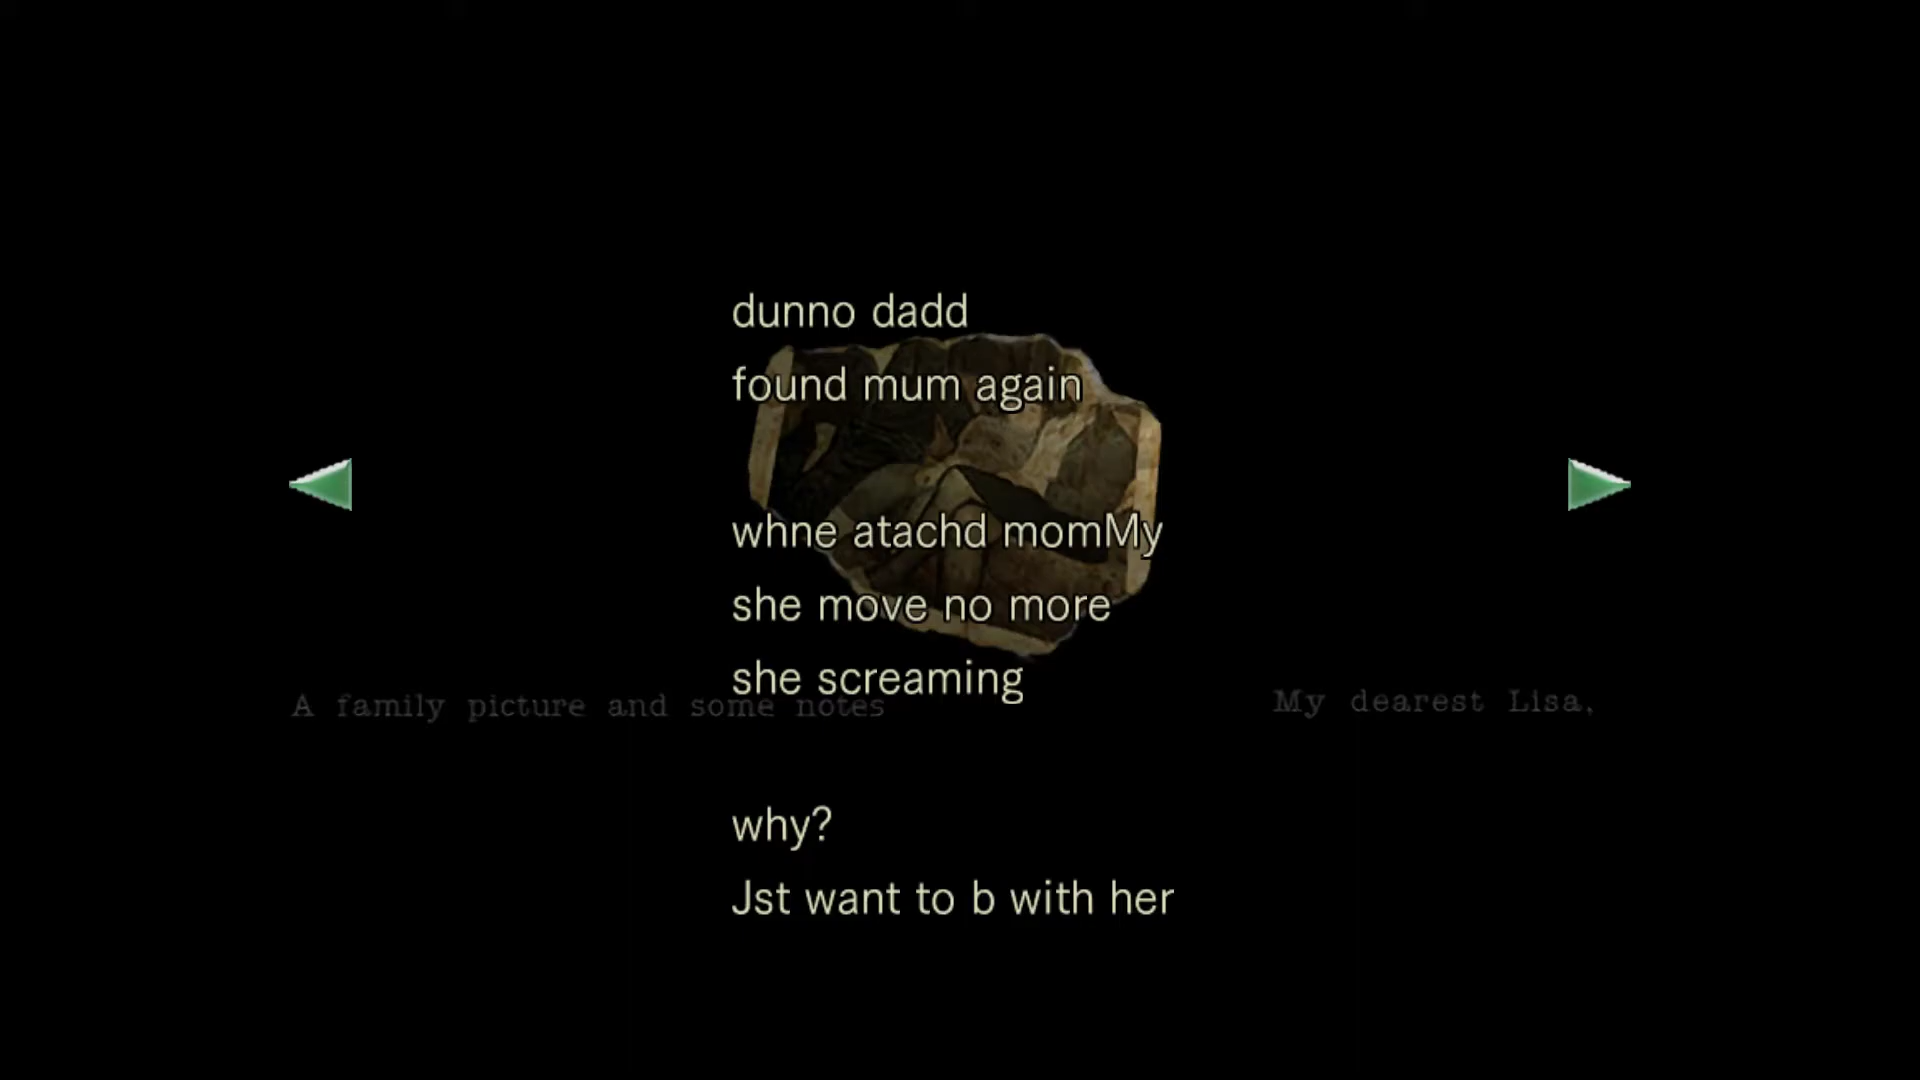 dunno dadd
found mum again
whne atachd momMy
she move no more
she screaming
A family picture and some notes
My dearest Lisa,
why?
Jst want to b with her